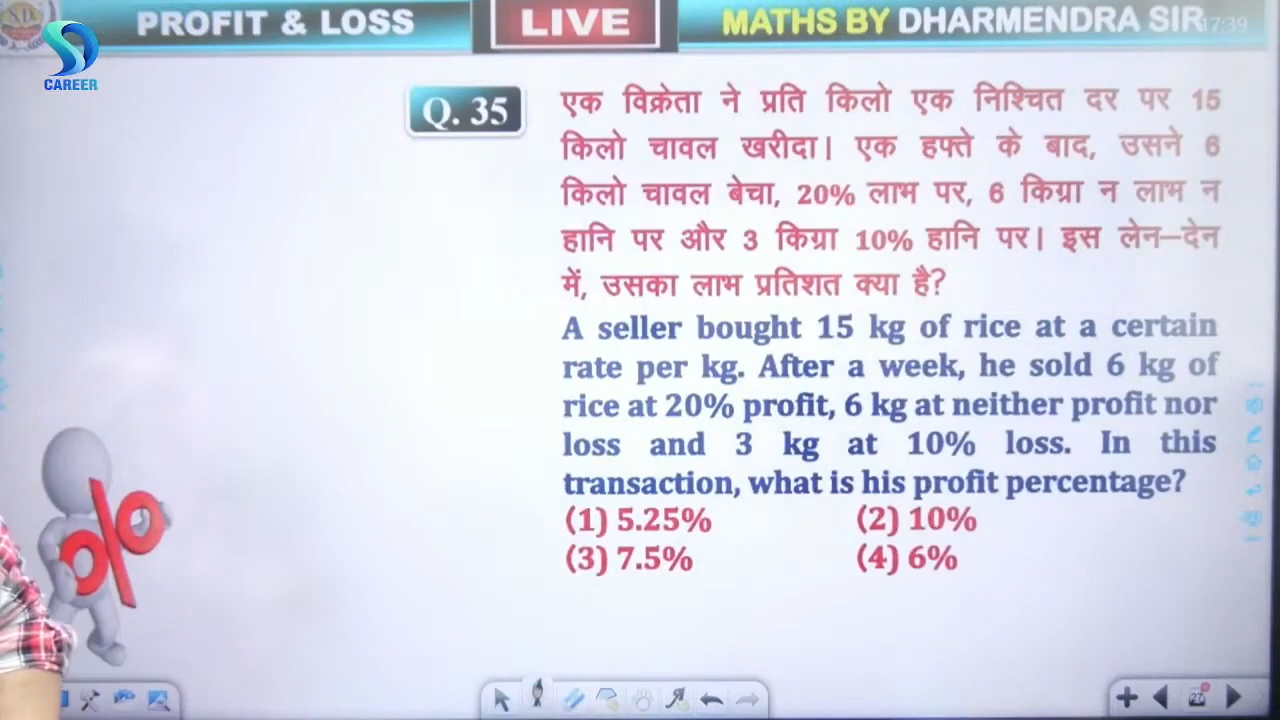 PROFIT & LOSS
LIVE
MATHS BY DHARMENDRA SIR
17:39
CAREER
Q. 35
एक विक्रेता ने प्रति किलो एक निश्चित दर पर 15
किलो चावल खरीदा। एक हफ्ते के बाद, उसने 6
किलो चावल बेचा, 20% लाभ पर, 6 किग्रा न लाभ न
हानि पर और 3 किग्रा 10% हानि पर। इस लेन–देन
में, उसका लाभ प्रतिशत क्या है?
A seller bought 15 kg of rice at a certain
rate per kg. After a week, he sold 6 kg of
rice at 20% profit, 6 kg at neither profit nor
loss and 3 kg at 10% loss. In this
transaction, what is his profit percentage?
(1) 5.25% (2) 10%
(3) 7.5% (4) 6%
%
27